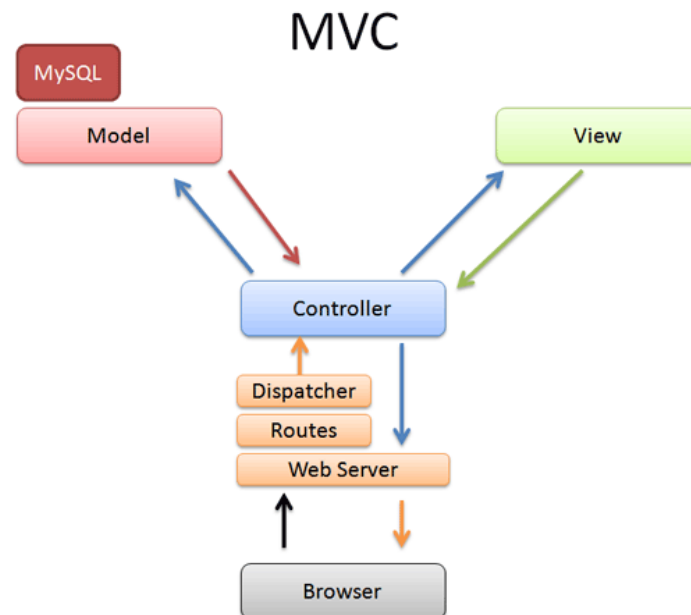 MVC
MySQL
Model
View
Controller
Dispatcher
Routes
Web Server
Browser